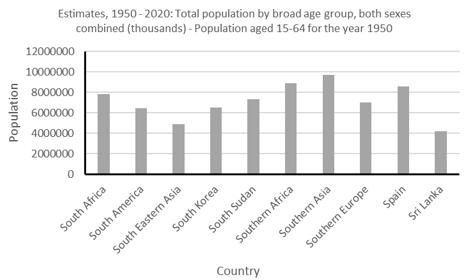 Estimates, 1950 - 2020: Total population by broad age group, both sexes
combined (thousands) - Population aged 15-64 for the year 1950
12000000
10000000
8000000
6000000
4000000
2000000
0
Population
South Africa
South America
South Eastern Asia
South Korea
South Sudan
Southern Africa
Southern Asia
Southern Europe
Spain
Sri Lanka
Country